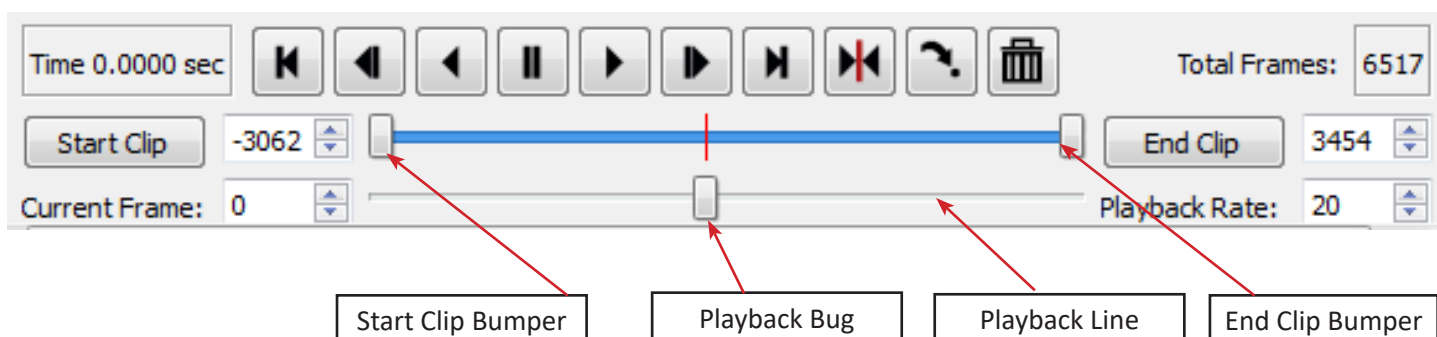 Time 0.0000 sec Total Frames: 6517
Start Clip -3062 End Clip 3454
Current Frame: 0 Playback Rate: 20
Start Clip Bumper Playback Bug Playback Line End Clip Bumper